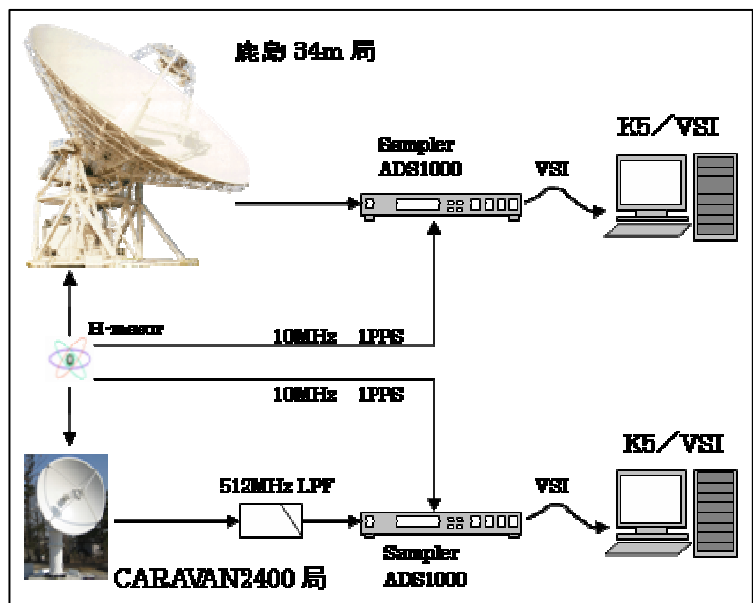 鹿島 34m 局
K5／VSI
Sampler
ADS1000
VSI
H-maser
10MHz 1PPS
10MHz 1PPS
K5／VSI
512MHz LPF
VSI
Sampler
ADS1000
CARAVAN2400 局